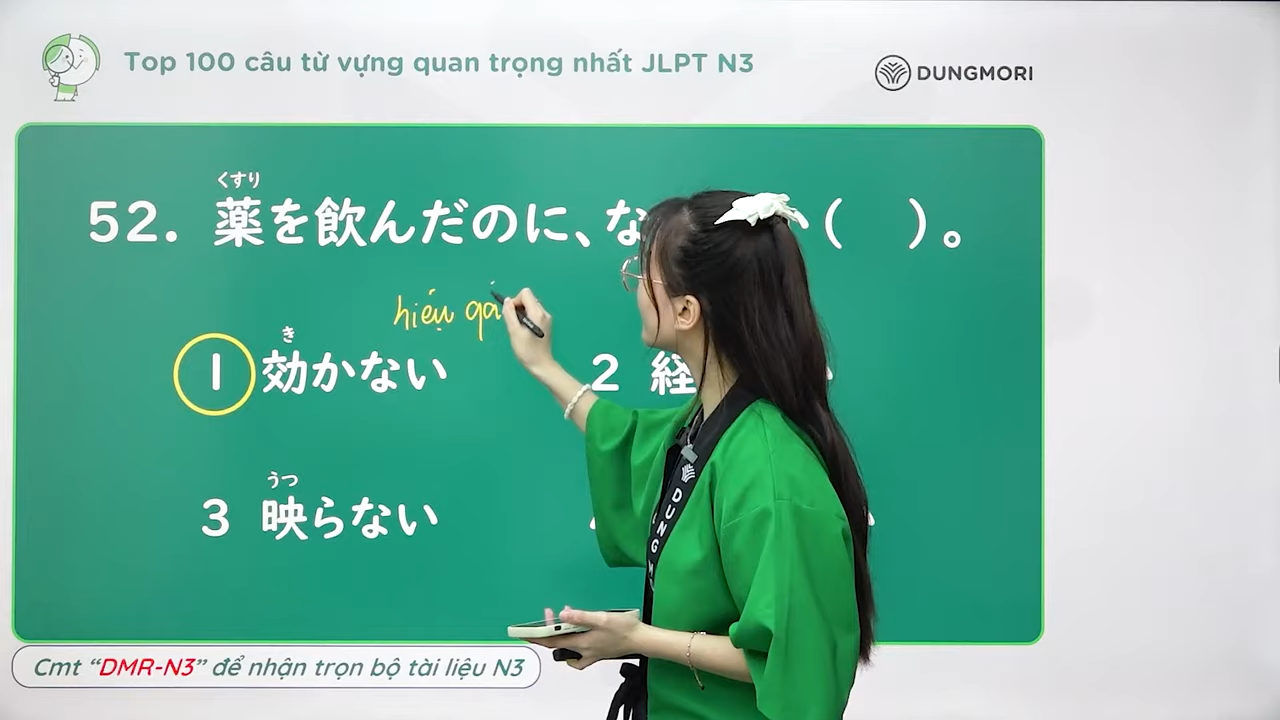 Top 100 câu từ vựng quan trọng nhất JLPT N3
DUNGMORI
くすり
52. 薬を飲んだのに、な か( )。
hiệu
き
1 効かない
2 経
うつ
3 映らない
DUNG M
Cmt “DMR-N3” để nhận trọn bộ tài liệu N3